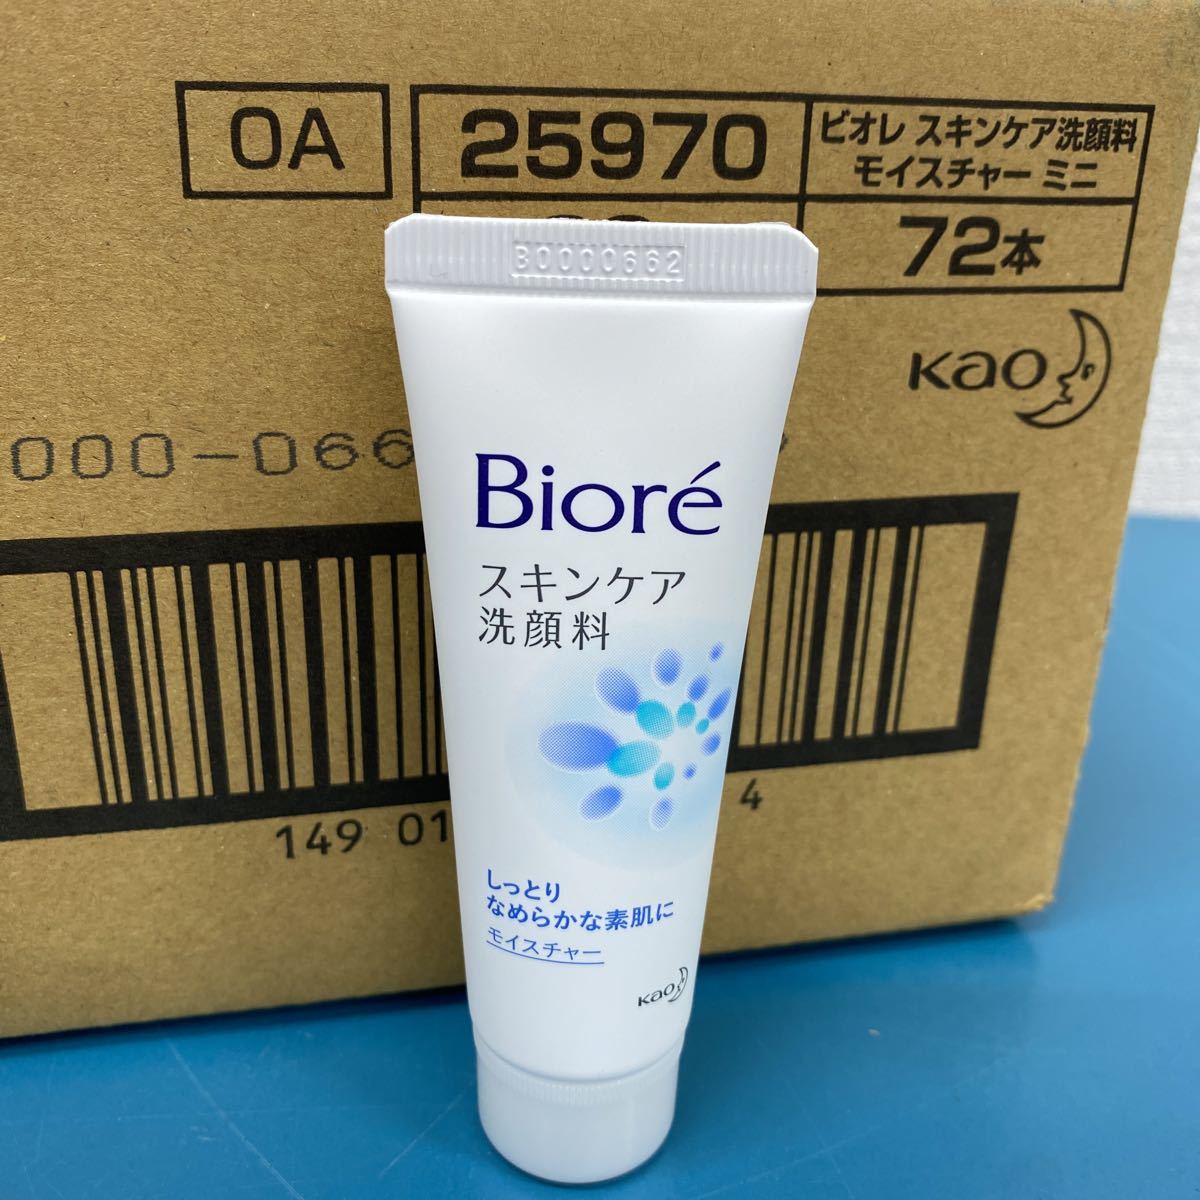 0A
25970
ビオレ スキンケア洗顔料
モイスチャー ミニ
72本
Kao
000-066
149 01
4
B0000662
Bioré
スキンケア
洗顔料
しっとり
なめらかな素肌に
モイスチャー
Kao